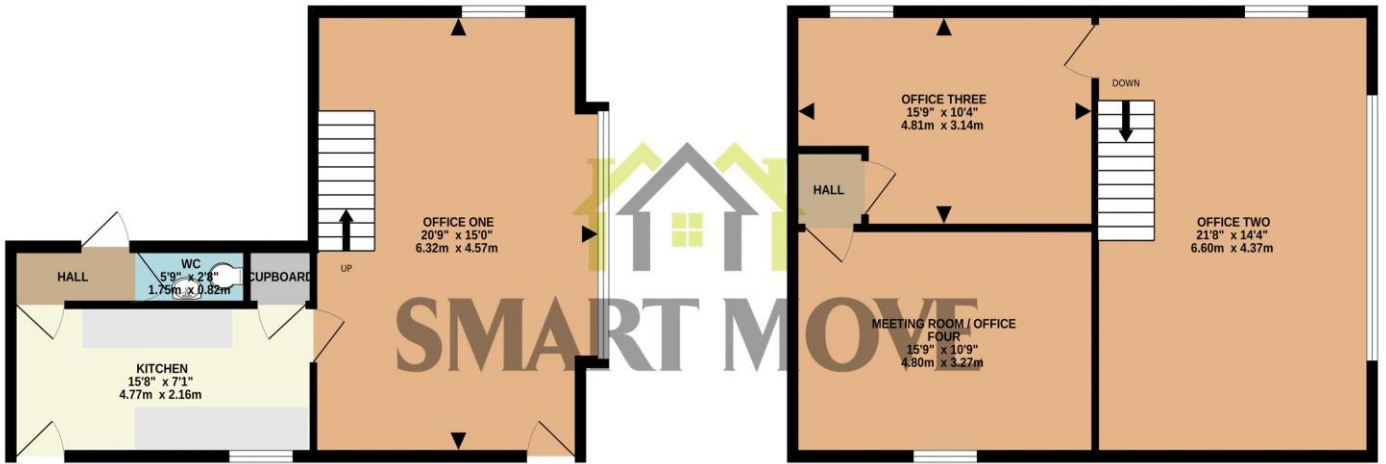 OFFICE ONE
20'9" x 15'0"
6.32m x 4.57m
UP
HALL
WC
5'9" x 2'8"
1.75m x 0.82m
CUPBOARD
KITCHEN
15'8" x 7'1"
4.77m x 2.16m
OFFICE THREE
15'9" x 10'4"
4.81m x 3.14m
DOWN
HALL
OFFICE TWO
21'8" x 14'4"
6.60m x 4.37m
MEETING ROOM / OFFICE
FOUR
15'9" x 10'9"
4.80m x 3.27m
SMART MOVE